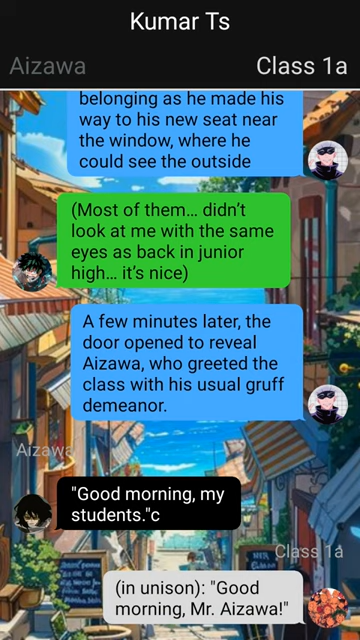 Kumar Ts
Aizawa
Class 1a
belonging as he made his
way to his new seat near
the window, where he
could see the outside
(Most of them… didn’t
look at me with the same
eyes as back in junior
high… it’s nice)
A few minutes later, the
door opened to reveal
Aizawa, who greeted the
class with his usual gruff
demeanor.
Aizawa
"Good morning, my
students."c
Class 1a
(in unison): "Good
morning, Mr. Aizawa!"